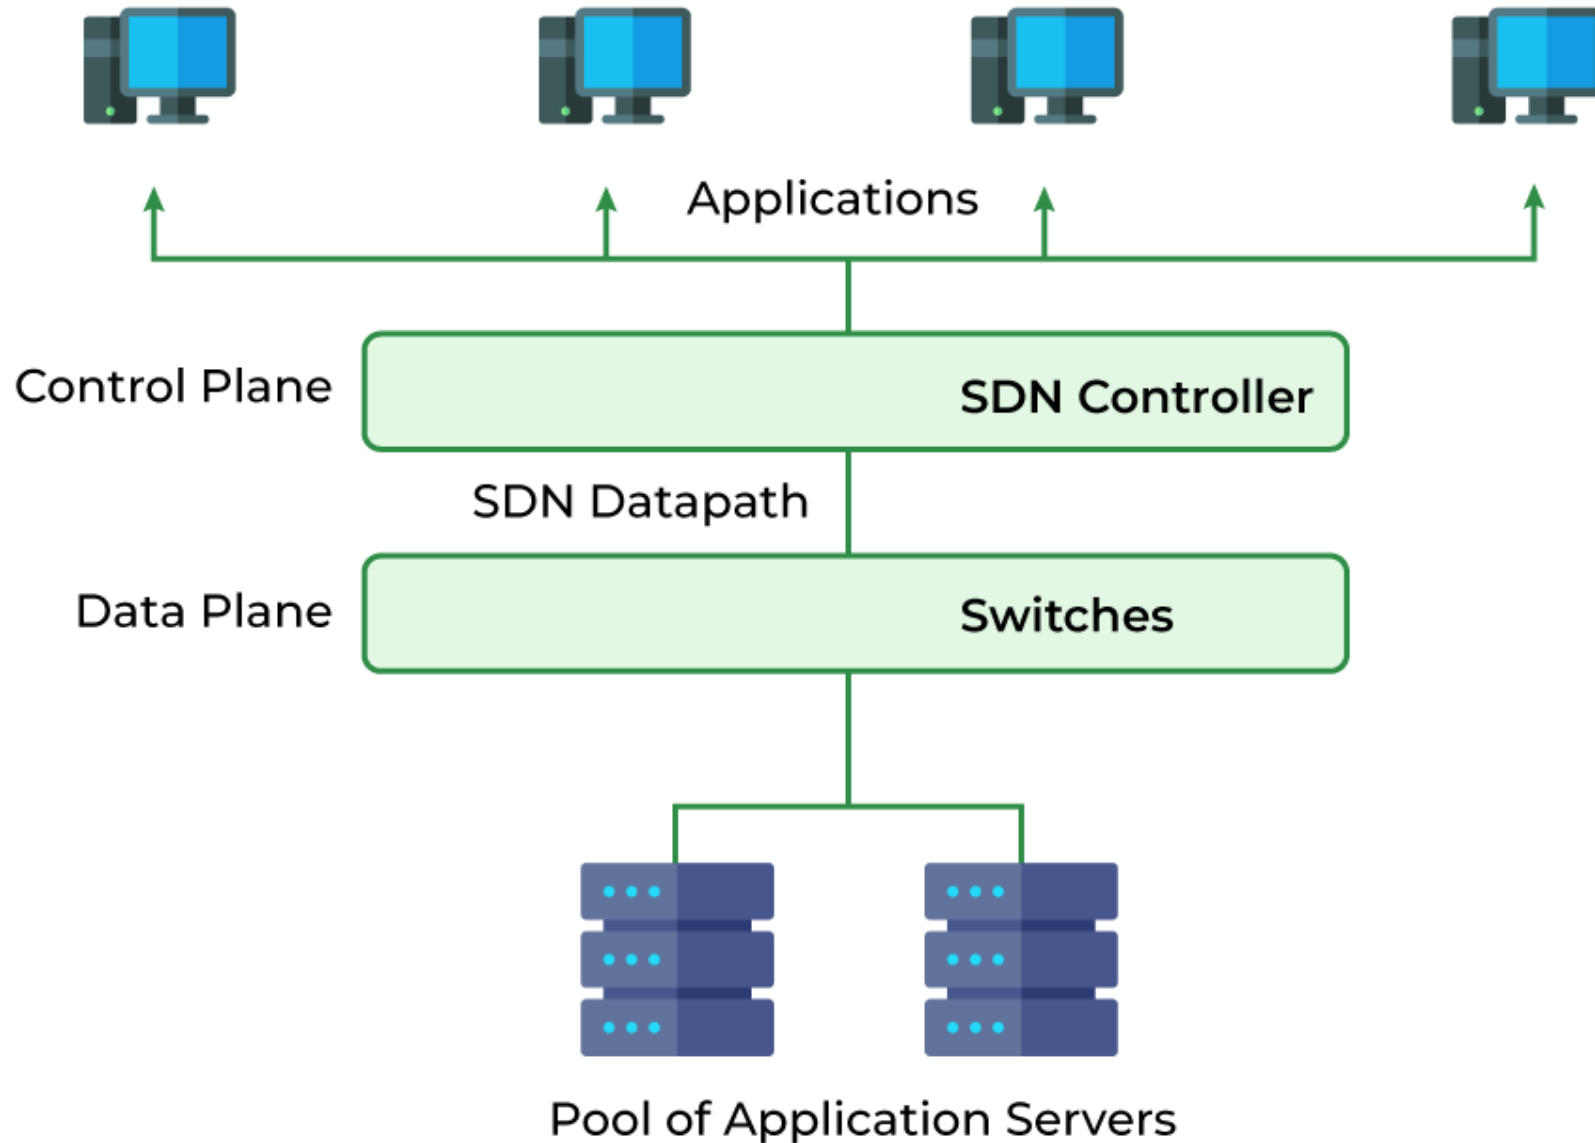 Applications
Control Plane
SDN Controller
SDN Datapath
Data Plane
Switches
Pool of Application Servers